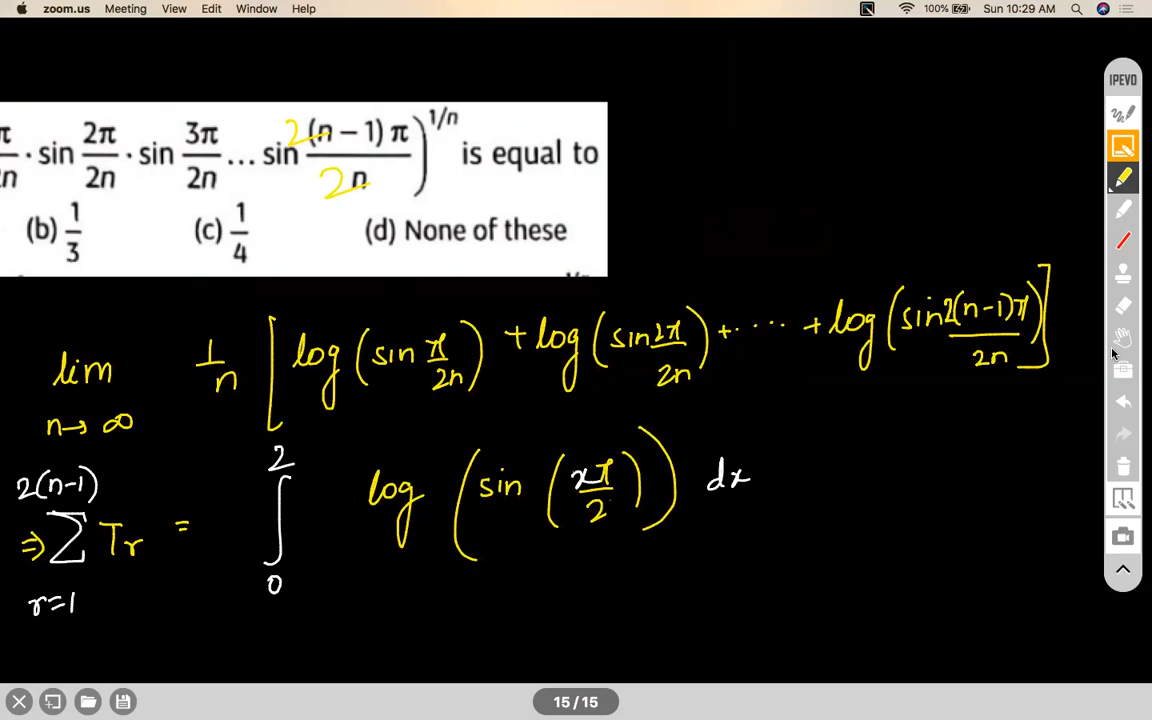 zoom.us Meeting View Edit Window Help 100% Sun 10:29 AM
IPEVO
π/2n · sin 2π/2n · sin 3π/2n ... sin 2(n – 1) π/2n )^1/n is equal to
(b) 1/3 (c) 1/4 (d) None of these
lim n→∞ 1/n [ log (sin π/2n) + log (sin 2π/2n) + ···· + log (sin 2(n-1)π/2n) ]
2(n-1)
⇒ Σ Tr = ∫ 0 2 log ( sin ( xπ/2 ) ) dx
r=1
15 / 15